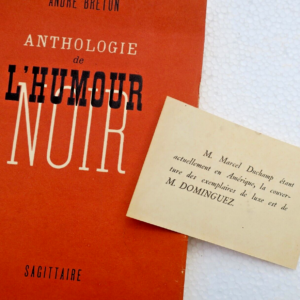 ANDRÉ BRETON
ANTHOLOGIE
de
L'HUMOUR
NOIR
SAGITTAIRE
M. Marcel Duchamp étant
actuellement en Amérique, la couver-
ture des exemplaires de luxe est de
M. DOMINGUEZ.